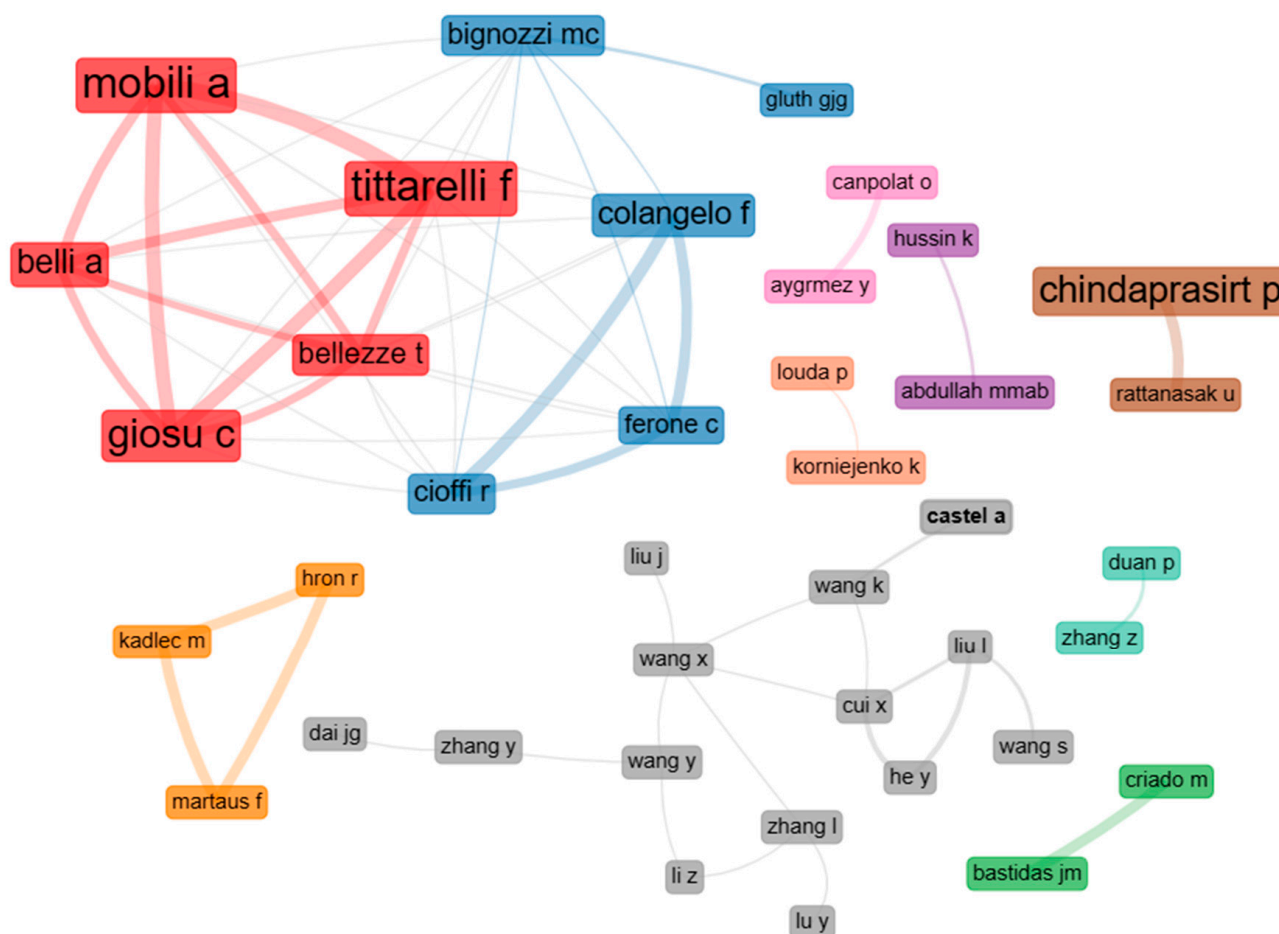 bignozzi mc
mobili a
gluth gjg
tittarelli f
canpolat o
colangelo f
hussin k
belli a
aygrmez y
chindaprasirt p
bellezze t
louda p
abdullah mmab
rattanasak u
giosu c
ferone c
korniejenko k
cioffi r
castel a
liu j
duan p
hron r
wang k
kadlec m
zhang z
liu l
wang x
cui x
dai jg
zhang y
wang s
wang y
he y
criado m
martaus f
zhang l
li z
bastidas jm
lu y